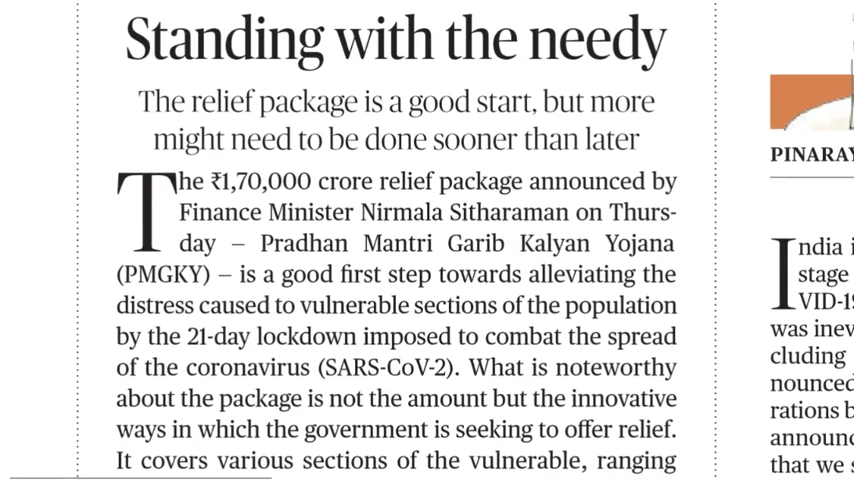 Standing with the needy
The relief package is a good start, but more
might need to be done sooner than later
The ₹1,70,000 crore relief package announced by
Finance Minister Nirmala Sitharaman on Thurs-
day – Pradhan Mantri Garib Kalyan Yojana
(PMGKY) – is a good first step towards alleviating the
distress caused to vulnerable sections of the population
by the 21-day lockdown imposed to combat the spread
of the coronavirus (SARS-CoV-2). What is noteworthy
about the package is not the amount but the innovative
ways in which the government is seeking to offer relief.
It covers various sections of the vulnerable, ranging
PINARAY
India i
stage
VID-19
was inev
cluding
nounced
rations b
announc
that we s